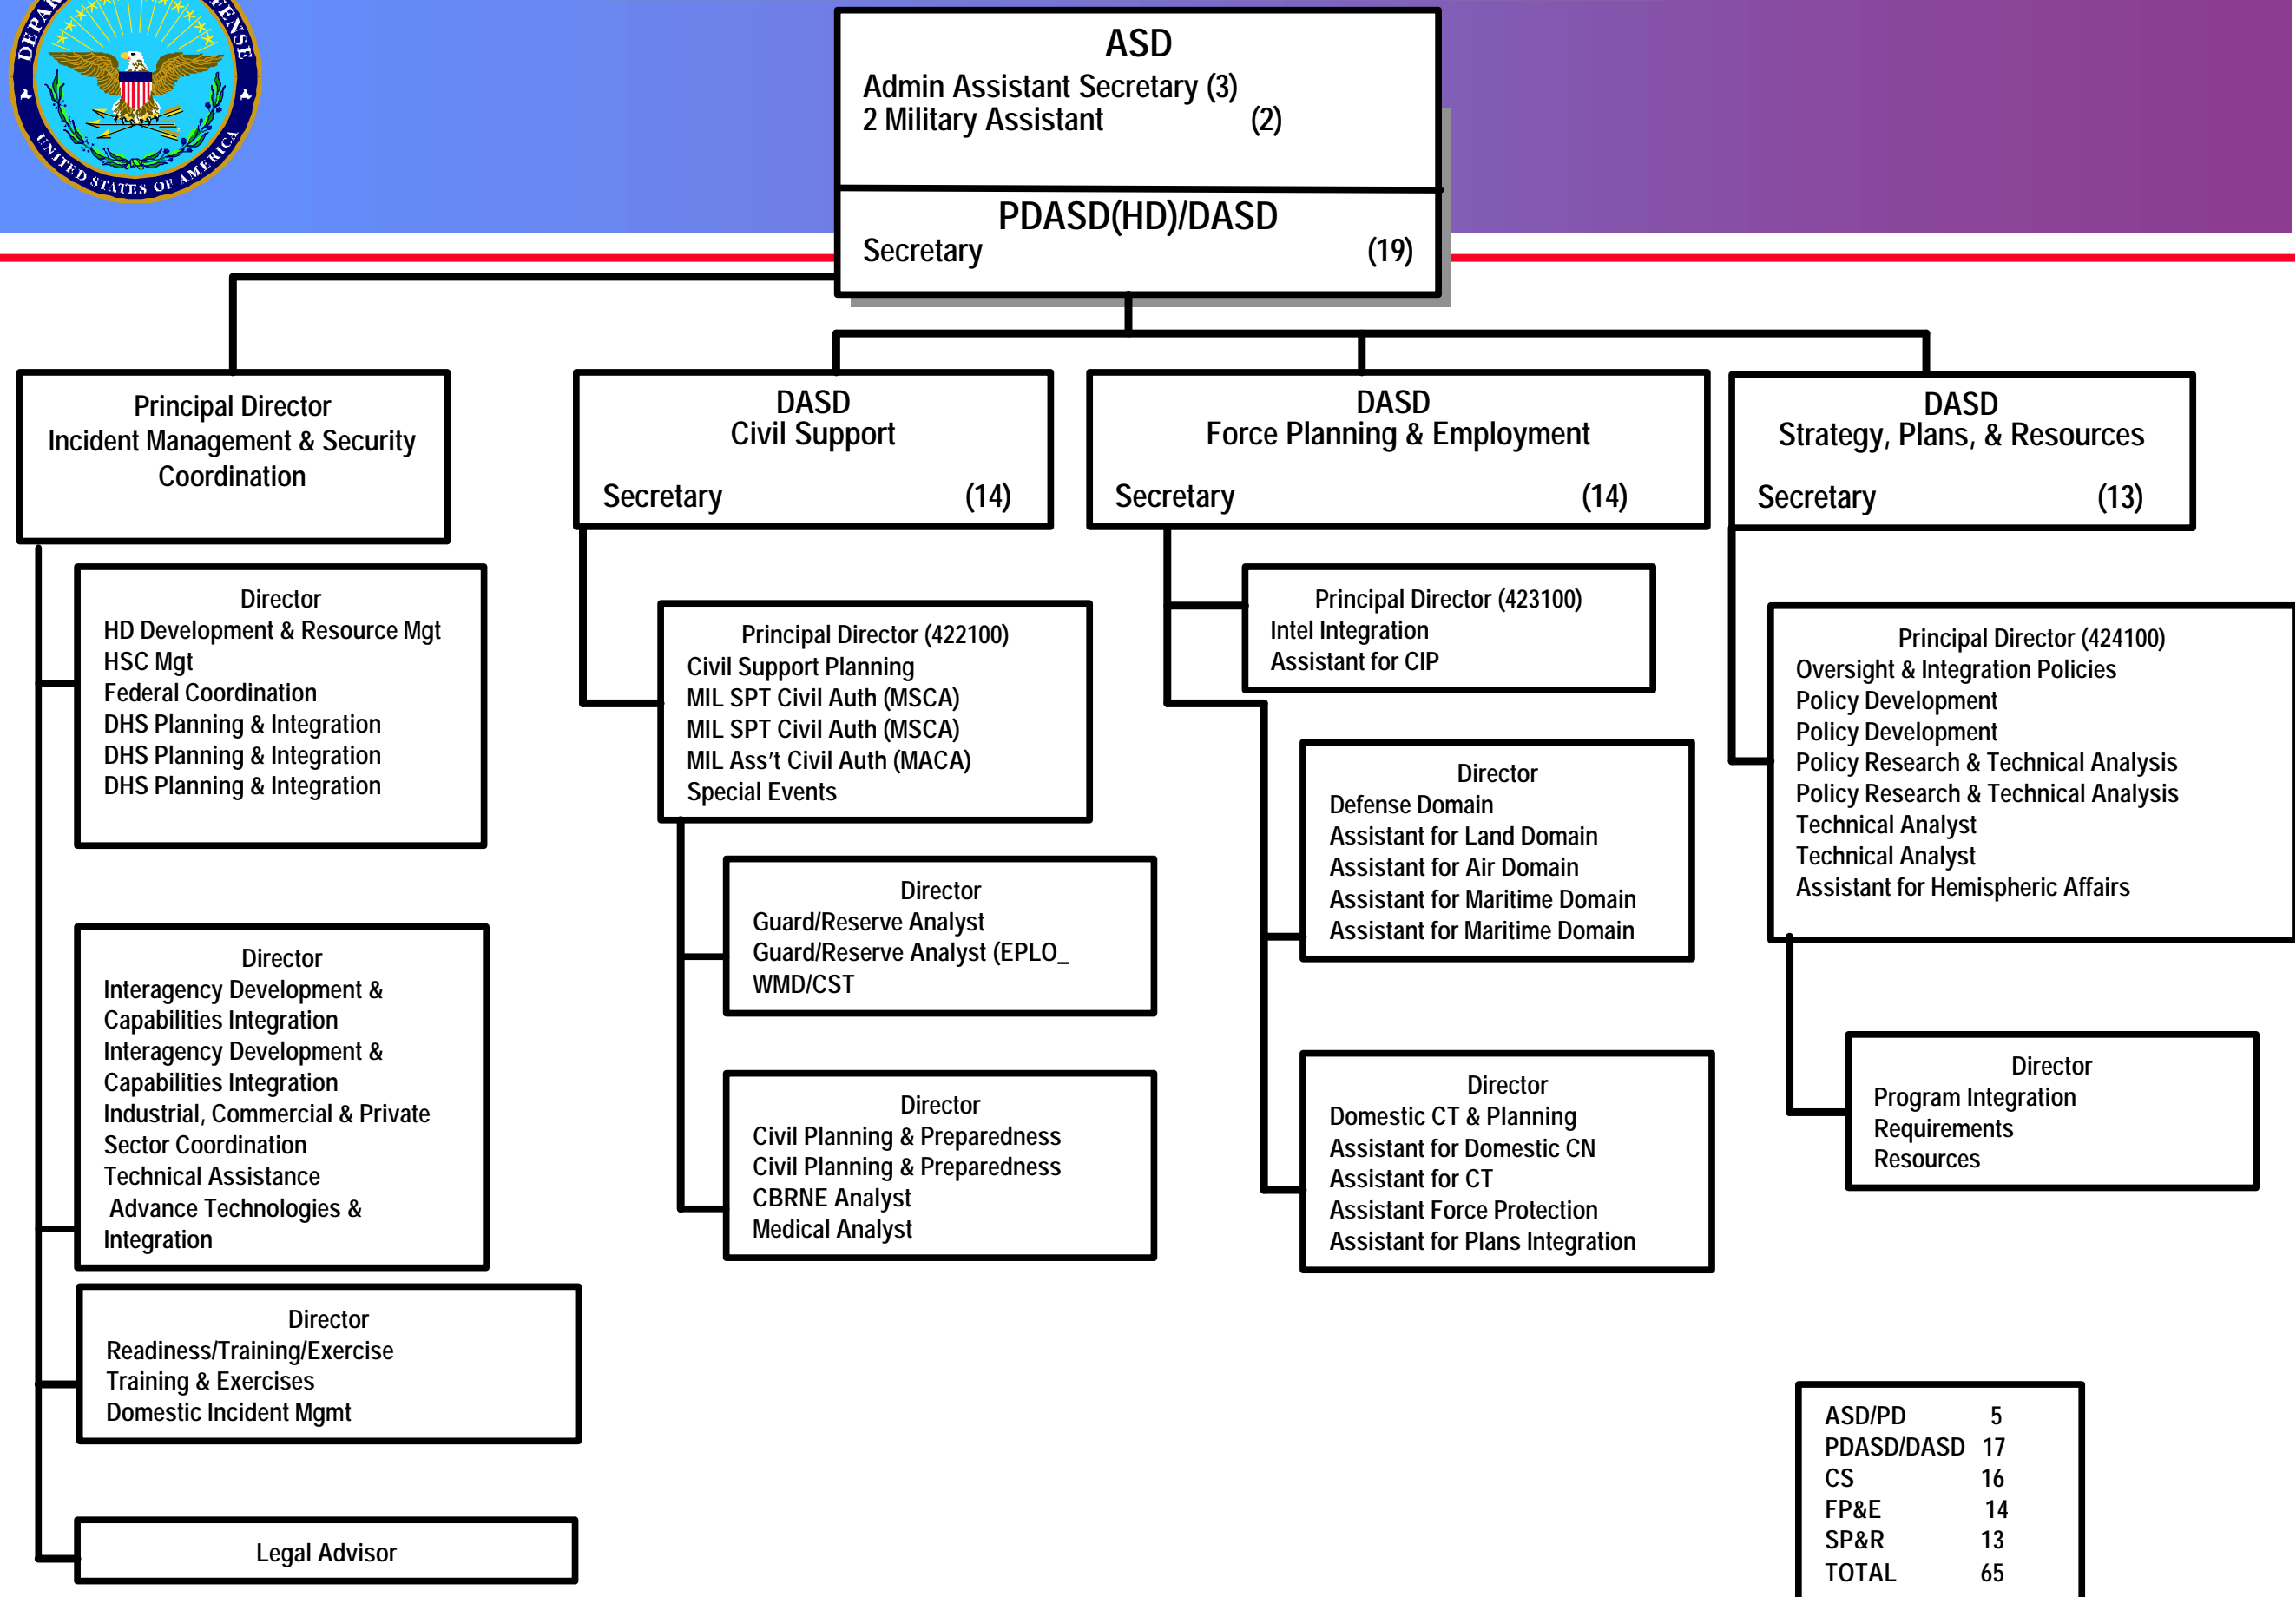 DEPAR
FENSE
UNITED STATES OF AMERICA
ASD
Admin Assistant Secretary (3)
2 Military Assistant (2)
PDASD(HD)/DASD
Secretary (19)
Principal Director
Incident Management & Security
Coordination
Director
HD Development & Resource Mgt
HSC Mgt
Federal Coordination
DHS Planning & Integration
DHS Planning & Integration
DHS Planning & Integration
Director
Interagency Development &
Capabilities Integration
Interagency Development &
Capabilities Integration
Industrial, Commercial & Private
Sector Coordination
Technical Assistance
Advance Technologies &
Integration
Director
Readiness/Training/Exercise
Training & Exercises
Domestic Incident Mgmt
Legal Advisor
DASD
Civil Support
Secretary (14)
Principal Director (422100)
Civil Support Planning
MIL SPT Civil Auth (MSCA)
MIL SPT Civil Auth (MSCA)
MIL Ass't Civil Auth (MACA)
Special Events
Director
Guard/Reserve Analyst
Guard/Reserve Analyst (EPLO_
WMD/CST
Director
Civil Planning & Preparedness
Civil Planning & Preparedness
CBRNE Analyst
Medical Analyst
DASD
Force Planning & Employment
Secretary (14)
Principal Director (423100)
Intel Integration
Assistant for CIP
Director
Defense Domain
Assistant for Land Domain
Assistant for Air Domain
Assistant for Maritime Domain
Assistant for Maritime Domain
Director
Domestic CT & Planning
Assistant for Domestic CN
Assistant for CT
Assistant Force Protection
Assistant for Plans Integration
DASD
Strategy, Plans, & Resources
Secretary (13)
Principal Director (424100)
Oversight & Integration Policies
Policy Development
Policy Development
Policy Research & Technical Analysis
Policy Research & Technical Analysis
Technical Analyst
Technical Analyst
Assistant for Hemispheric Affairs
Director
Program Integration
Requirements
Resources
ASD/PD 5
PDASD/DASD 17
CS 16
FP&E 14
SP&R 13
TOTAL 65